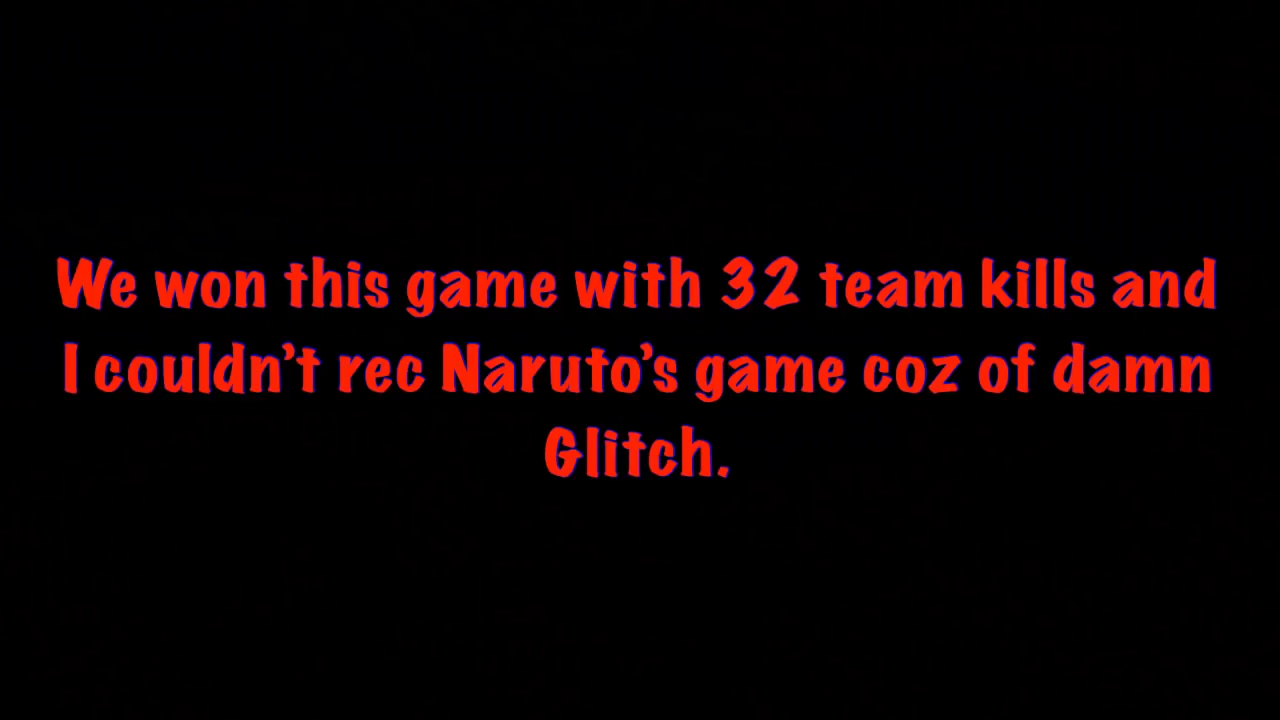 We won this game with 32 team kills and
I couldn’t rec Naruto’s game coz of damn
Glitch.